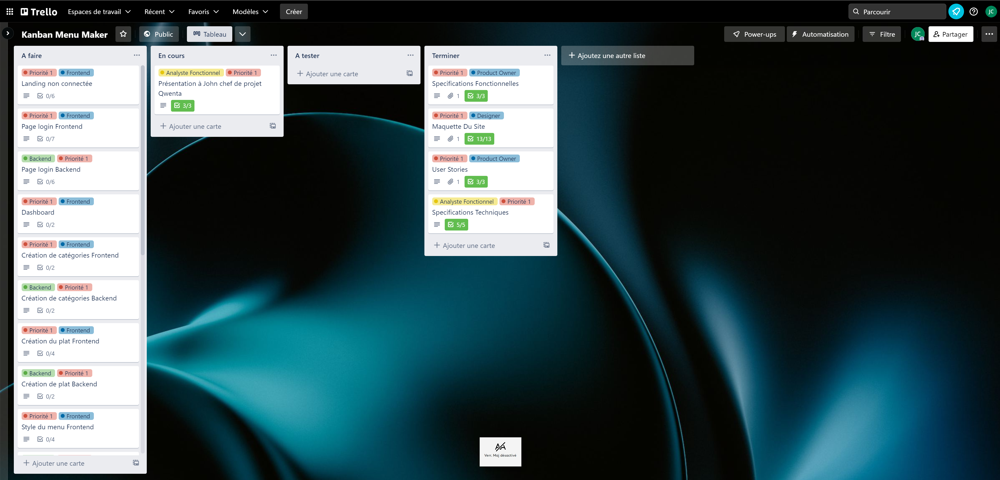 Trello Espaces de travail Récent Favoris Modèles Créer Parcourir JC
Kanban Menu Maker Public Tableau Power-ups Automatisation Filtre JC Partager
A faire
Priorité 1 Frontend
Landing non connectée
0/6
Priorité 1 Frontend
Page login Frontend
0/7
Backend Priorité 1
Page login Backend
0/6
Priorité 1 Frontend
Dashboard
0/2
Priorité 1 Frontend
Création de catégories Frontend
0/2
Backend Priorité 1
Création de catégories Backend
0/2
Priorité 1 Frontend
Création du plat Frontend
0/4
Backend Priorité 1
Création de plat Backend
0/2
Priorité 1 Frontend
Style du menu Frontend
0/4
Ajouter une carte
En cours
Analyste Fonctionnel Priorité 1
Présentation à John chef de projet
Qwenta
3/3
Ajouter une carte
A tester
Ajouter une carte
Terminer
Priorité 1 Product Owner
Specifications Fonctionnelles
1 3/3
Priorité 1 Designer
Maquette Du Site
1 13/13
Priorité 1 Product Owner
User Stories
1 3/3
Analyste Fonctionnel Priorité 1
Specifications Techniques
5/5
Ajouter une carte
Ajoutez une autre liste
Verr. Maj désactivé